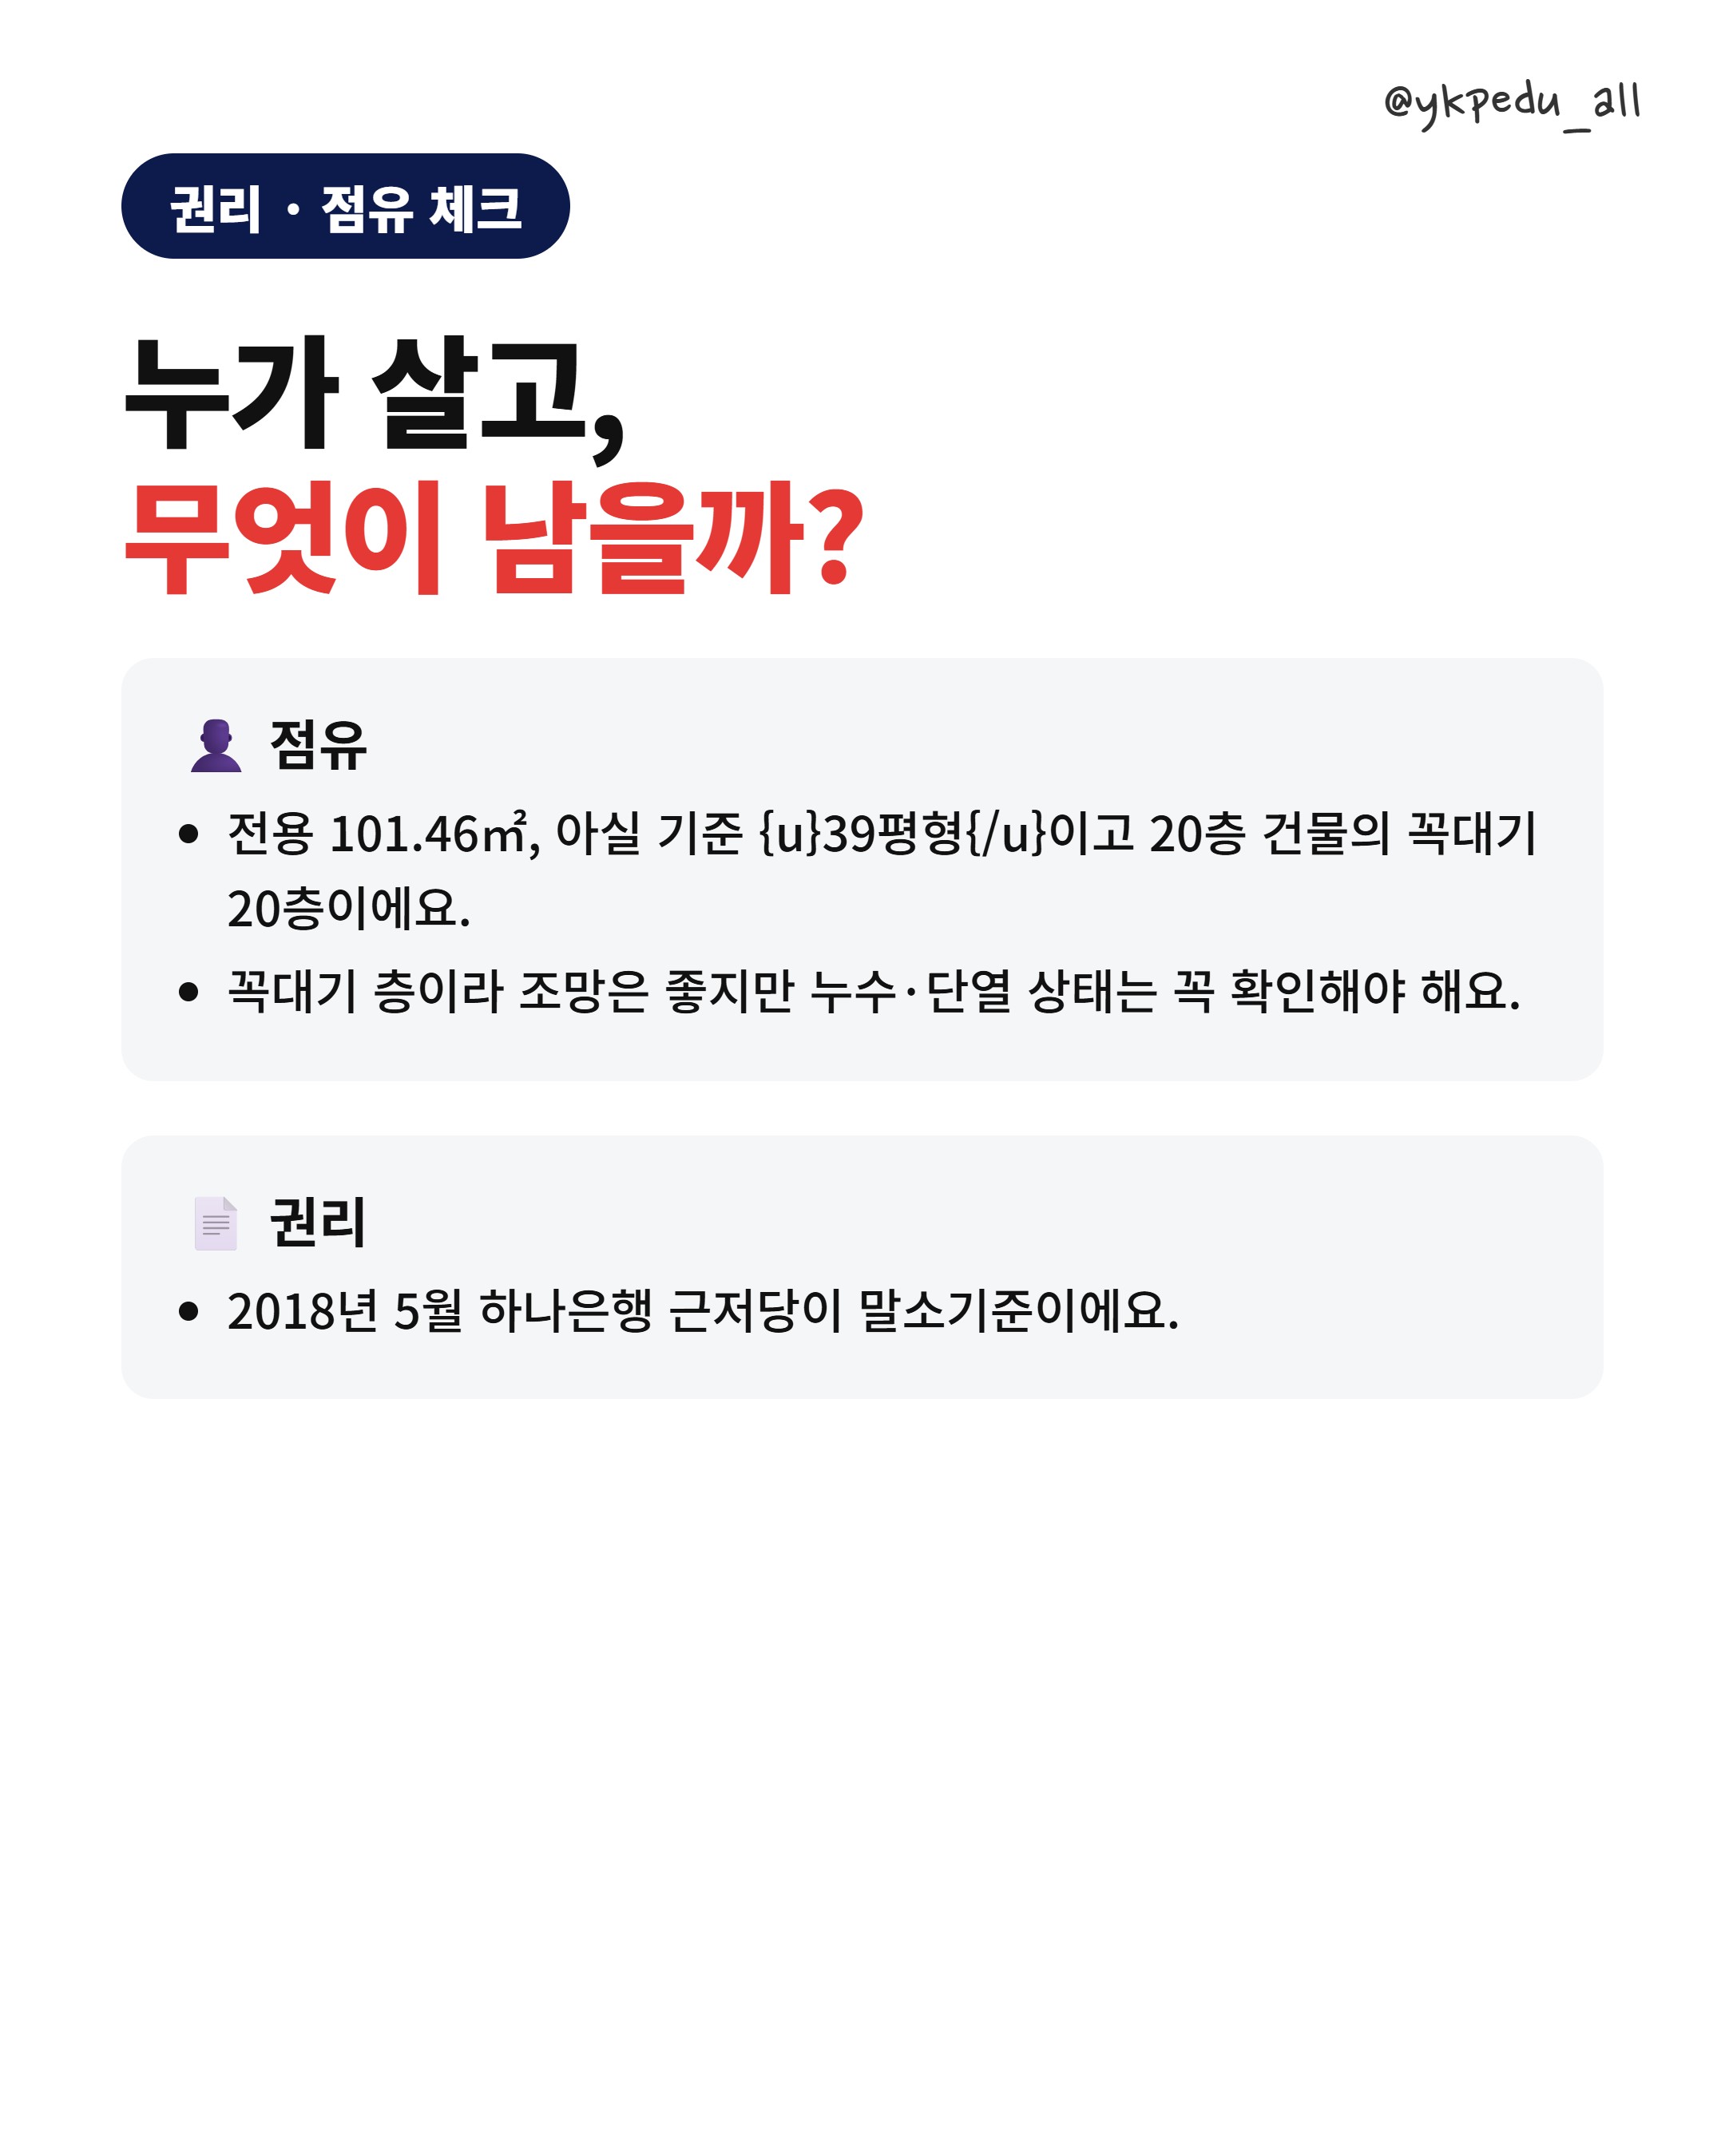 @ykpedu_all
권리 · 점유 체크
누가 살고,
무엇이 남을까?
점유
• 전용 101.46㎡, 아실 기준 {u}39평형{/u}이고 20층 건물의 꼭대기
20층이에요.
• 꼭대기 층이라 조망은 좋지만 누수·단열 상태는 꼭 확인해야 해요.
권리
• 2018년 5월 하나은행 근저당이 말소기준이에요.